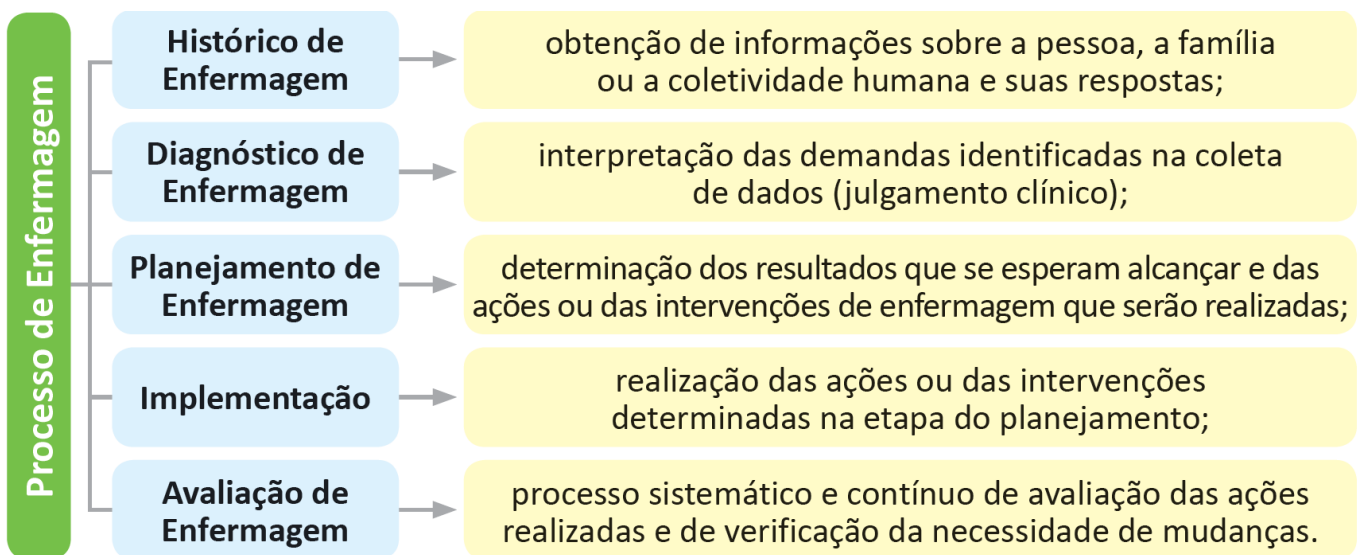 Processo de Enfermagem
Histórico de
Enfermagem
obtenção de informações sobre a pessoa, a família
ou a coletividade humana e suas respostas;
Diagnóstico de
Enfermagem
interpretação das demandas identificadas na coleta
de dados (julgamento clínico);
Planejamento de
Enfermagem
determinação dos resultados que se esperam alcançar e das
ações ou das intervenções de enfermagem que serão realizadas;
Implementação
realização das ações ou das intervenções
determinadas na etapa do planejamento;
Avaliação de
Enfermagem
processo sistemático e contínuo de avaliação das ações
realizadas e de verificação da necessidade de mudanças.